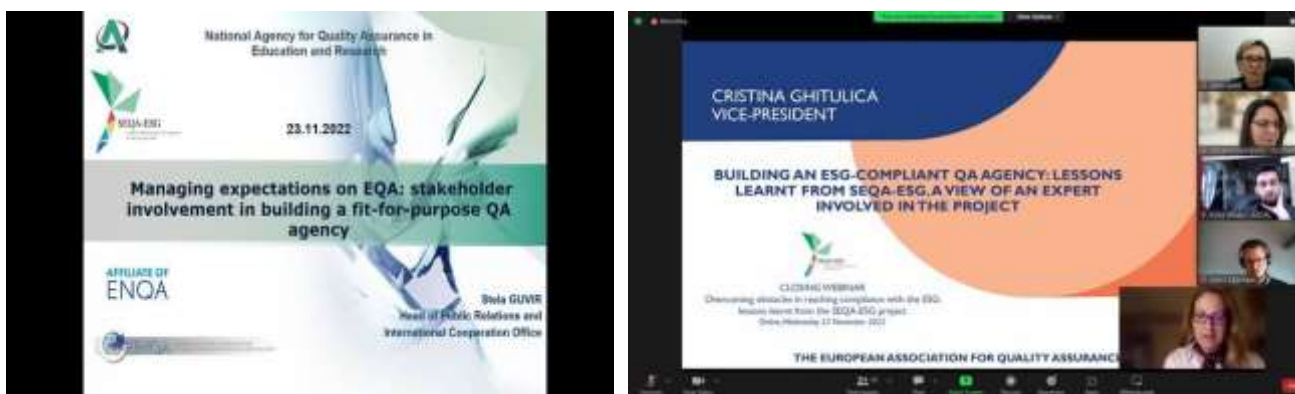 National Agency for Quality Assurance in
Education and Research
SEQA-ESG
23.11.2022
Managing expectations on EQA: stakeholder
involvement in building a fit-for-purpose QA
agency
AFFILIATE OF
ENQA
Stela GUVIR
Head of Public Relations and
International Cooperation Office
CRISTINA GHITULICA
VICE-PRESIDENT
BUILDING AN ESG-COMPLIANT QA AGENCY: LESSONS
LEARNT FROM SEQA-ESG. A VIEW OF AN EXPERT
INVOLVED IN THE PROJECT
CLOSING WEBINAR
Overcoming obstacles in reaching compliance with the ESG:
lessons learnt from the SEQA-ESG project
Online, Wednesday 23 November 2022
THE EUROPEAN ASSOCIATION FOR QUALITY ASSURANCE